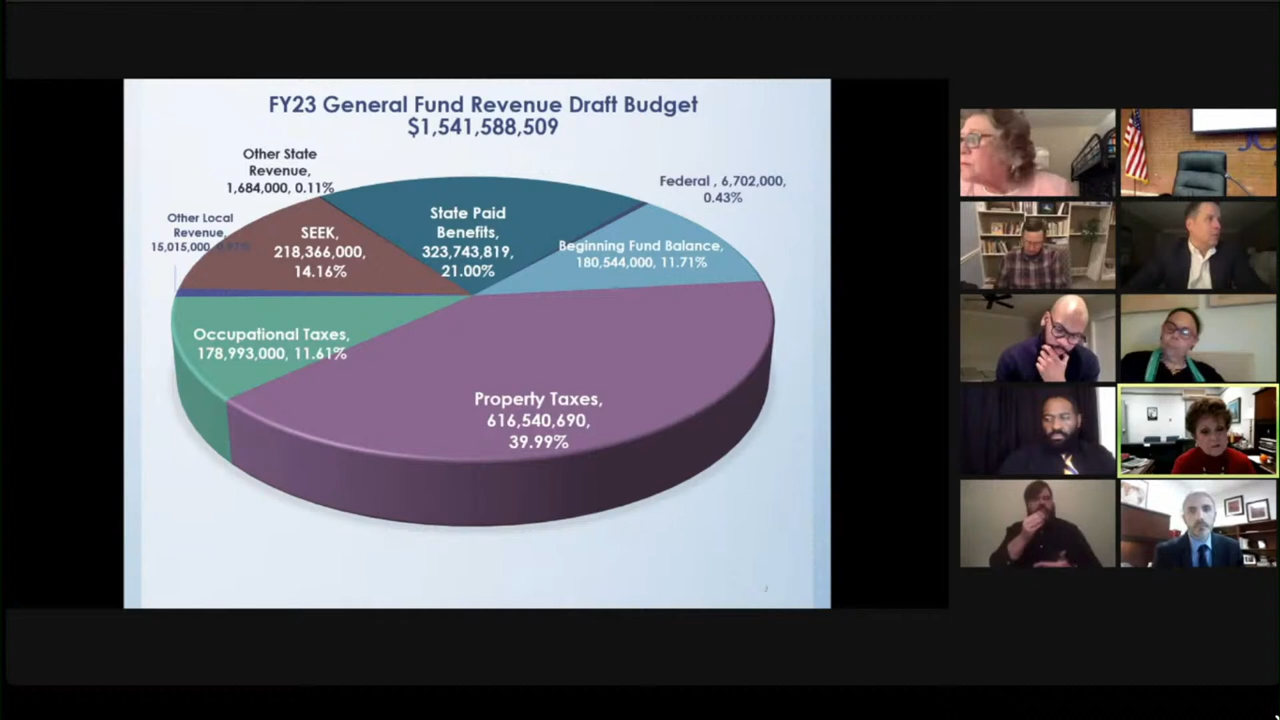 FY23 General Fund Revenue Draft Budget
$1,541,588,509
Other State
Revenue,
1,684,000, 0.11%
Federal , 6,702,000,
0.43%
Other Local
Revenue,
15,015,000, 0.97%
SEEK,
218,366,000,
14.16%
State Paid
Benefits,
323,743,819,
21.00%
Beginning Fund Balance,
180,544,000, 11.71%
Occupational Taxes,
178,993,000, 11.61%
Property Taxes,
616,540,690,
39.99%